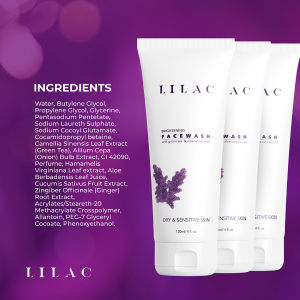 INGREDIENTS
Water, Butylene Glycol,
Propylene Glycol, Glycerine,
Pentasodium Pentetate,
Sodium Laureth Sulphate,
Sodium Cocoyl Glutamate,
Cocamidopropyl betaine,
Camellia Sinensis Leaf Extract
(Green Tea), Allium Cepa
(Onion) Bulb Extract, CI 42090,
Perfume, Hamamelis
Virginiana Leaf extract, Aloe
Berbadensis Leaf Juice,
Cucumis Sativus Fruit Extract,
Zingiber Officinale (Ginger)
Root Extract,
Acrylates/Steareth-20
Methacrylate Crosspolymer,
Allantoin, PEG-7 Glyceryl
Cocoate, Phenoxyethanol.
LILAC
LILAC
BRIGHTENING
FACEWASH
DRY & SENSITIVE SKIN
100ml
WASH
SENSITIVE SKIN
WASH
SENSITIVE SKIN